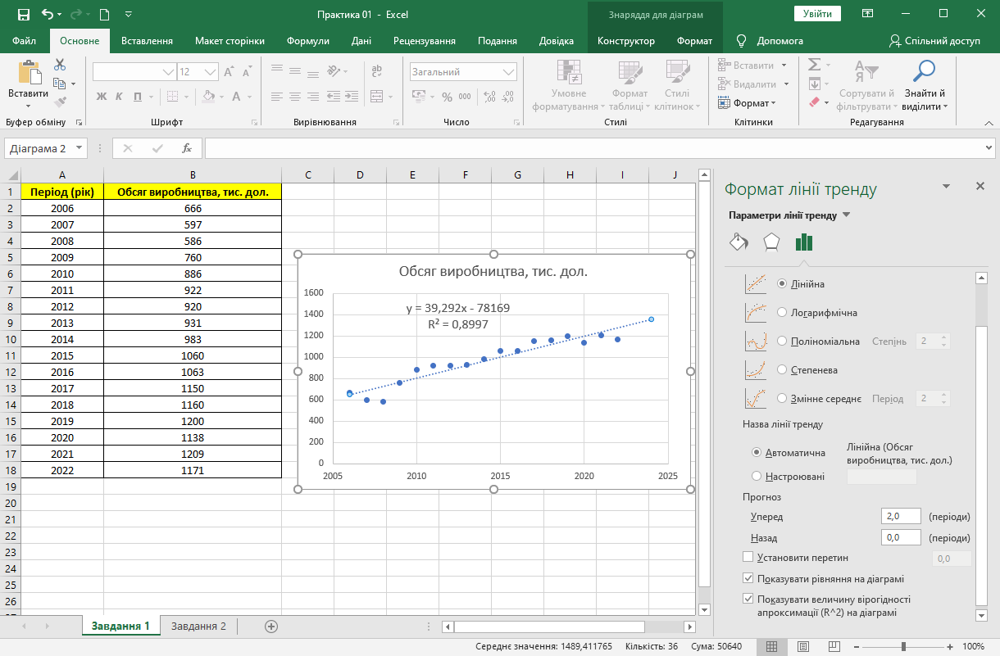 Практика 01 - Excel
Знаряддя для діаграм
Увійти
Файл Основне Вставлення Макет сторінки Формули Дані Рецензування Подання Довідка Конструктор Формат Допомога Спільний доступ
Вставити
Буфер обміну
12
Ж К П
А
Шрифт
ab
Вирівнювання
Загальний
% 000
Число
Умовне форматування
Формат таблиці
Стилі клітинок
Стилі
Вставити
Видалити
Формат
Клітинки
Сортувати й фільтрувати
Знайти й виділити
Редагування
Діаграма 2
fx
A B C D E F G H I J
1 Період (рік) Обсяг виробництва, тис. дол.
2 2006 666
3 2007 597
4 2008 586
5 2009 760
6 2010 886
7 2011 922
8 2012 920
9 2013 931
10 2014 983
11 2015 1060
12 2016 1063
13 2017 1150
14 2018 1160
15 2019 1200
16 2020 1138
17 2021 1209
18 2022 1171
19
20
21
22
23
24
25
26
Обсяг виробництва, тис. дол.
y = 39,292x - 78169
R² = 0,8997
1600
1400
1200
1000
800
600
400
200
0
2005 2010 2015 2020 2025
Формат лінії тренду
Параметри лінії тренду
Лінійна
Логарифмічна
Поліноміальна Степінь 2
Степенева
Змінне середнє Період 2
Назва лінії тренду
Автоматична Лінійна (Обсяг
виробництва, тис. дол.)
Настроювані
Прогноз
Уперед 2,0 (періоди)
Назад 0,0 (періоди)
Установити перетин 0,0
Показувати рівняння на діаграмі
Показувати величину вірогідності
апроксимації (R^2) на діаграмі
Завдання 1 Завдання 2
Середнє значення: 1489,411765 Кількість: 36 Сума: 50640 100%